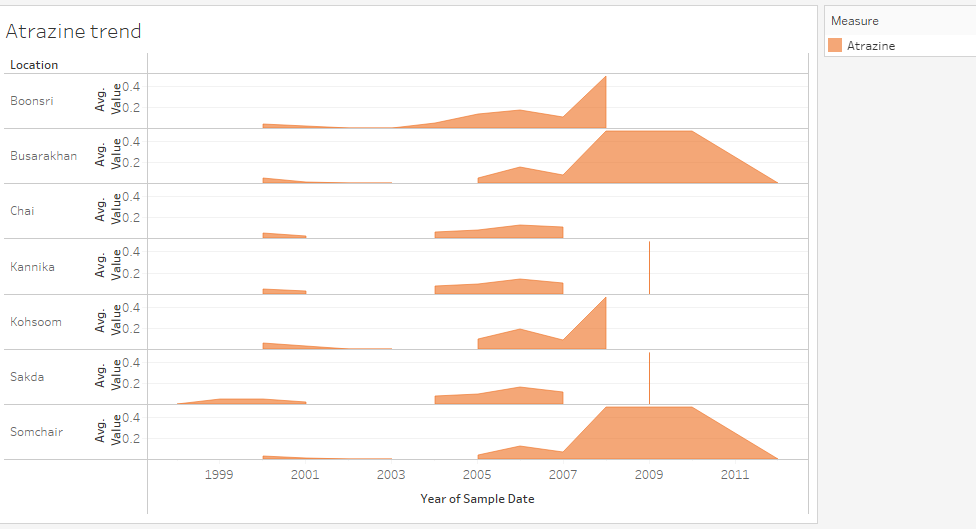 Atrazine trend
Measure
Atrazine
Location
Boonsri
Avg.
Value
0.4
0.2
Busarakhan
Avg.
Value
0.4
0.2
Chai
Avg.
Value
0.4
0.2
Kannika
Avg.
Value
0.4
0.2
Kohsoom
Avg.
Value
0.4
0.2
Sakda
Avg.
Value
0.4
0.2
Somchair
Avg.
Value
0.4
0.2
1999 2001 2003 2005 2007 2009 2011
Year of Sample Date